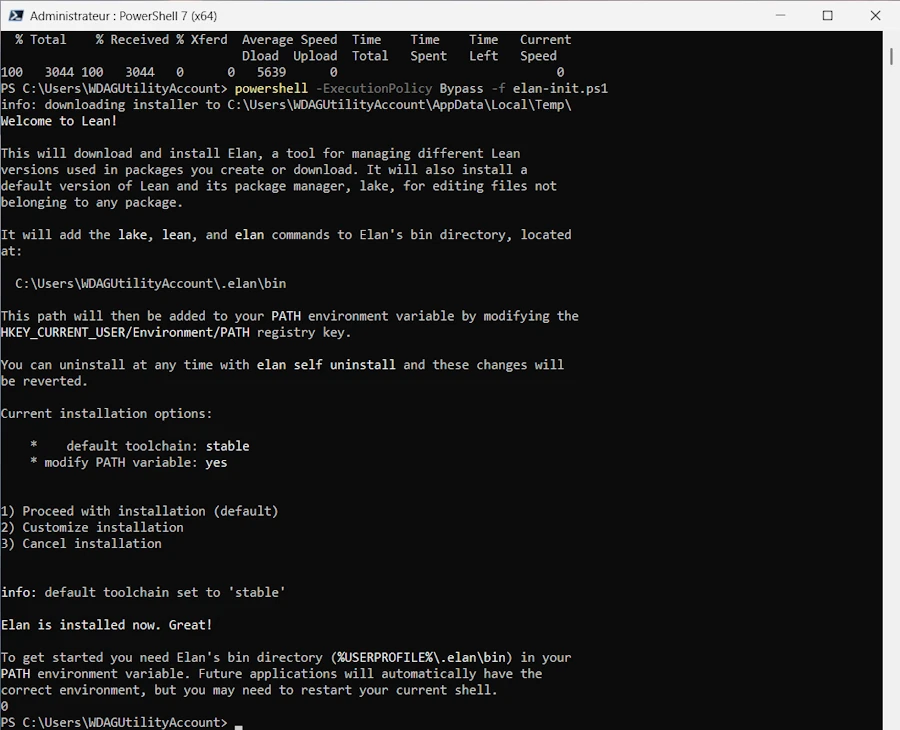 Administrateur : PowerShell 7 (x64)
% Total % Received % Xferd Average Speed Time Time Time Current
Dload Upload Total Spent Left Speed
100 3044 100 3044 0 0 5639 0 0
PS C:\Users\WDAGUtilityAccount> powershell -ExecutionPolicy Bypass -f elan-init.ps1
info: downloading installer to C:\Users\WDAGUtilityAccount\AppData\Local\Temp\
Welcome to Lean!
This will download and install Elan, a tool for managing different Lean
versions used in packages you create or download. It will also install a
default version of Lean and its package manager, lake, for editing files not
belonging to any package.
It will add the lake, lean, and elan commands to Elan's bin directory, located
at:
C:\Users\WDAGUtilityAccount\.elan\bin
This path will then be added to your PATH environment variable by modifying the
HKEY_CURRENT_USER/Environment/PATH registry key.
You can uninstall at any time with elan self uninstall and these changes will
be reverted.
Current installation options:
* default toolchain: stable
* modify PATH variable: yes
1) Proceed with installation (default)
2) Customize installation
3) Cancel installation
info: default toolchain set to 'stable'
Elan is installed now. Great!
To get started you need Elan's bin directory (%USERPROFILE%\.elan\bin) in your
PATH environment variable. Future applications will automatically have the
correct environment, but you may need to restart your current shell.
0
PS C:\Users\WDAGUtilityAccount>